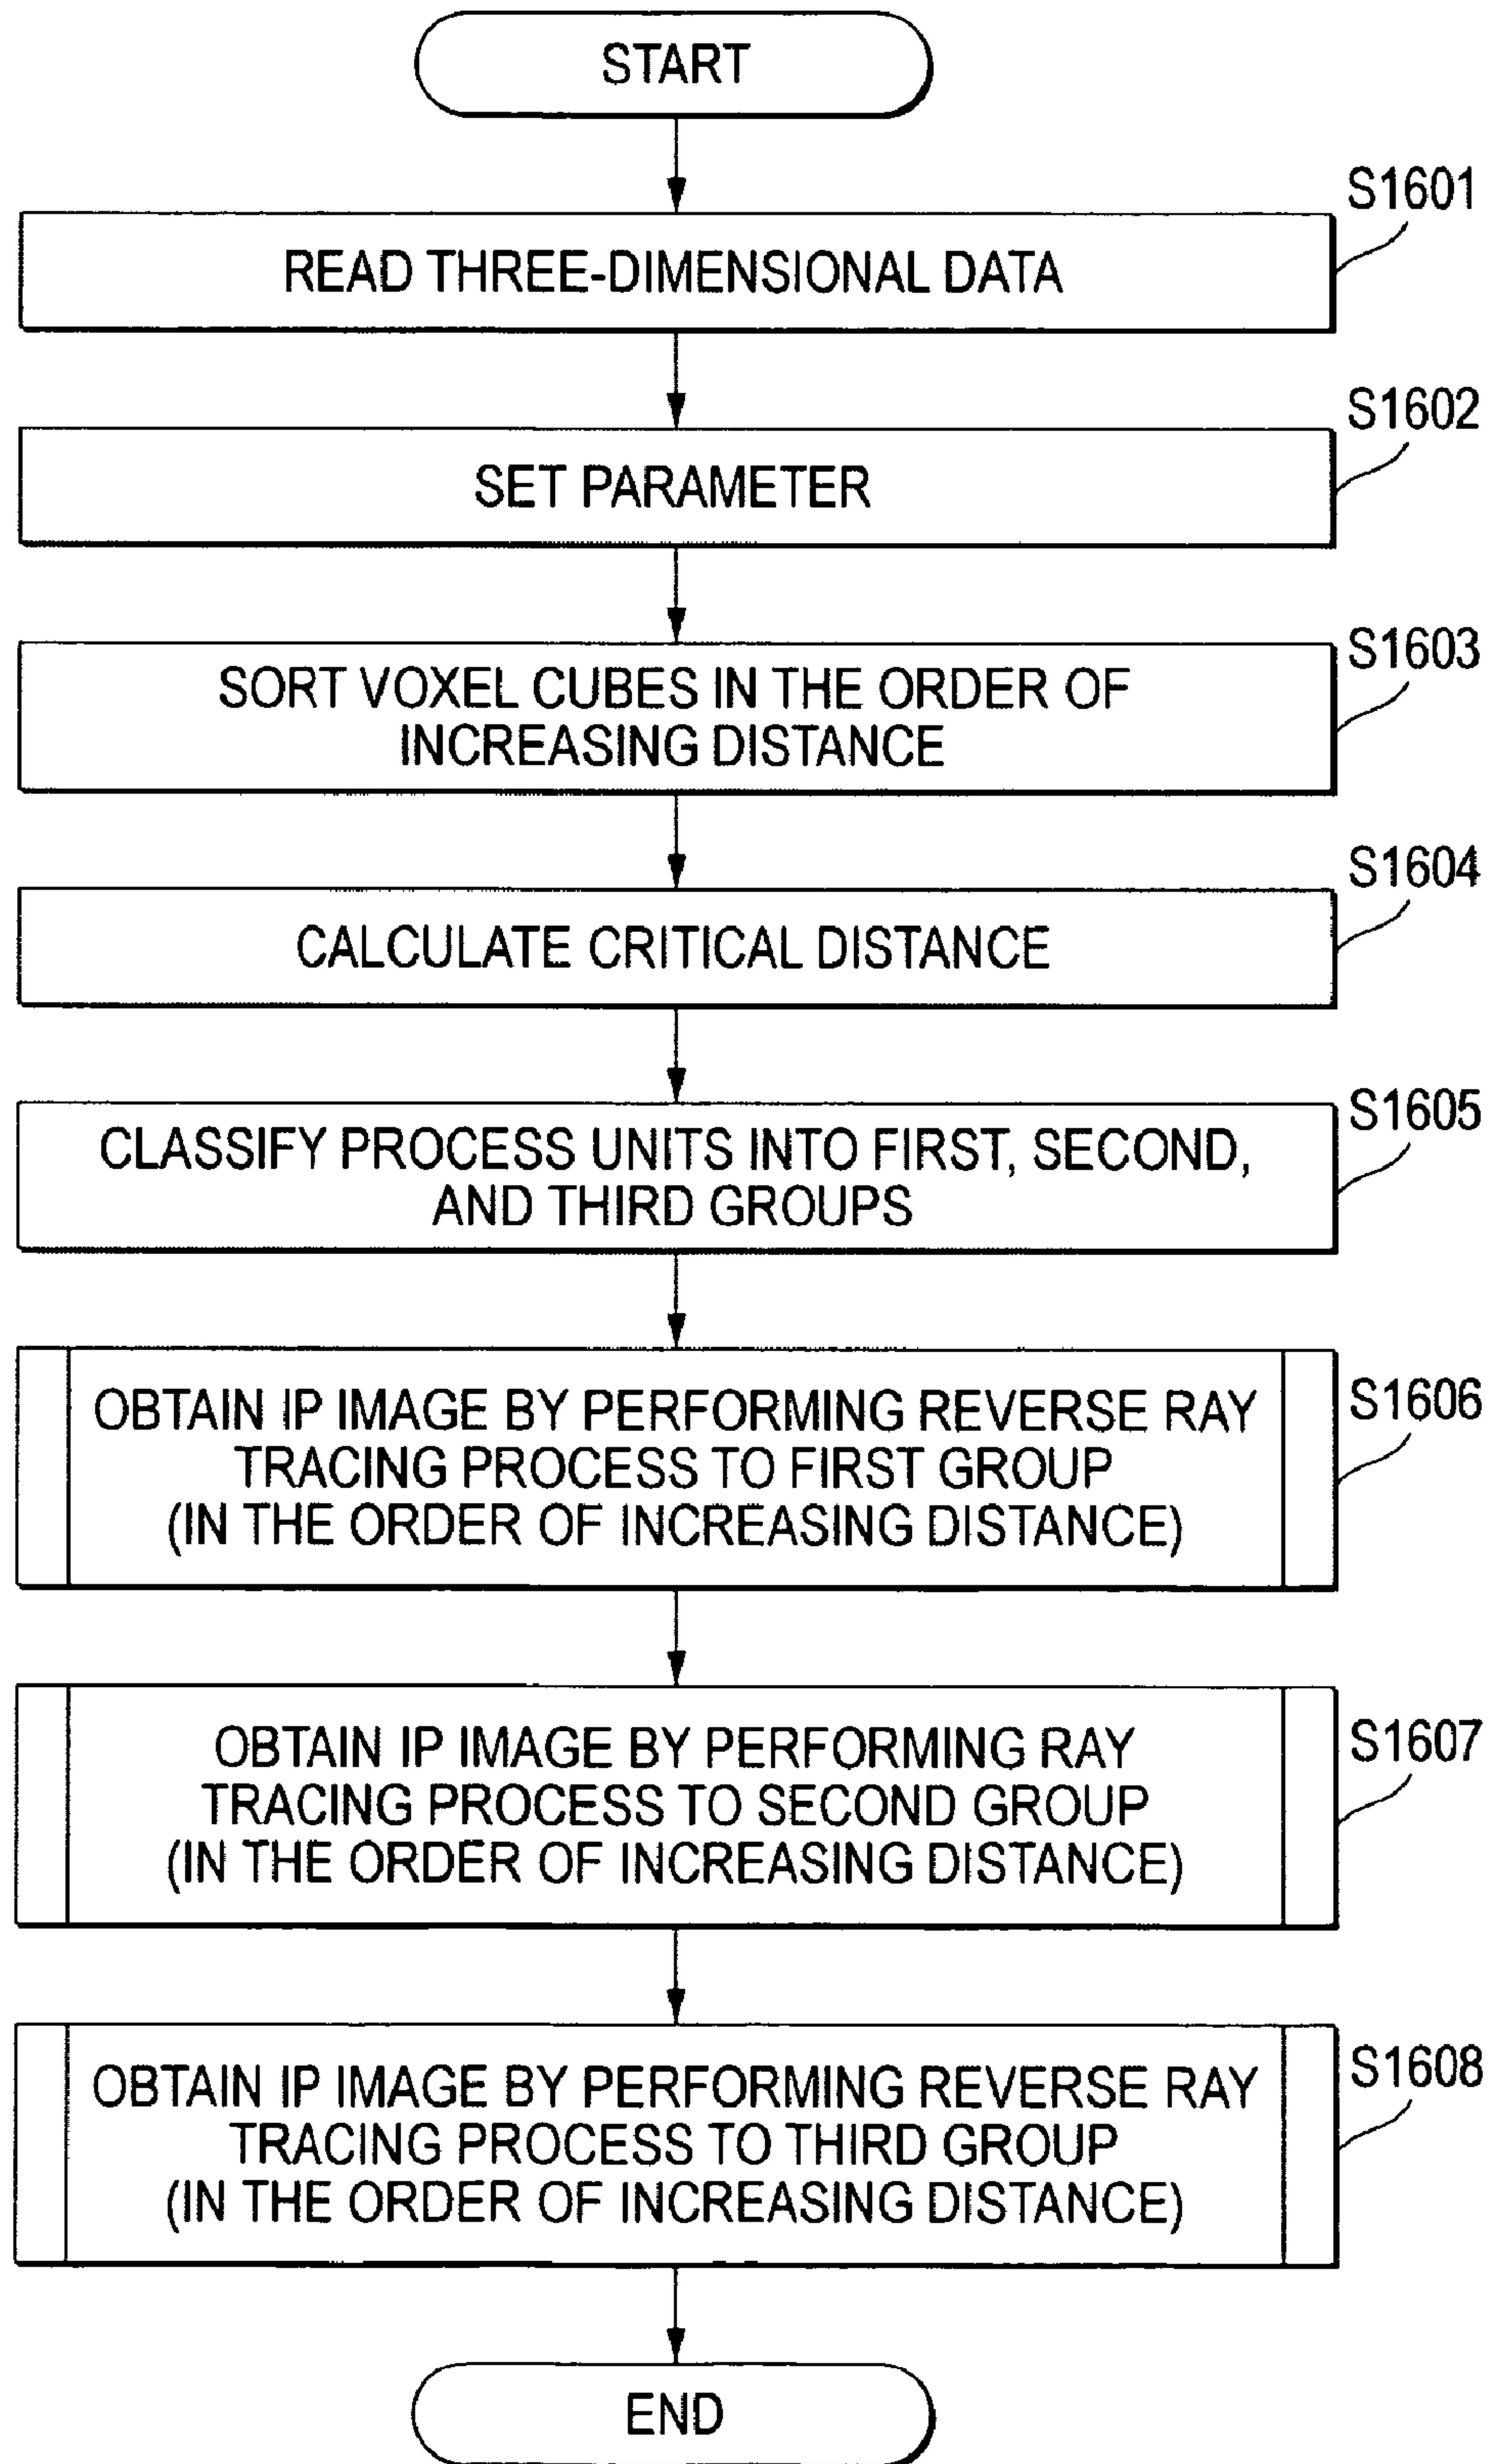 START
S1601
READ THREE-DIMENSIONAL DATA
S1602
SET PARAMETER
S1603
SORT VOXEL CUBES IN THE ORDER OF
INCREASING DISTANCE
S1604
CALCULATE CRITICAL DISTANCE
S1605
CLASSIFY PROCESS UNITS INTO FIRST, SECOND,
AND THIRD GROUPS
S1606
OBTAIN IP IMAGE BY PERFORMING REVERSE RAY
TRACING PROCESS TO FIRST GROUP
(IN THE ORDER OF INCREASING DISTANCE)
S1607
OBTAIN IP IMAGE BY PERFORMING RAY
TRACING PROCESS TO SECOND GROUP
(IN THE ORDER OF INCREASING DISTANCE)
S1608
OBTAIN IP IMAGE BY PERFORMING REVERSE RAY
TRACING PROCESS TO THIRD GROUP
(IN THE ORDER OF INCREASING DISTANCE)
END